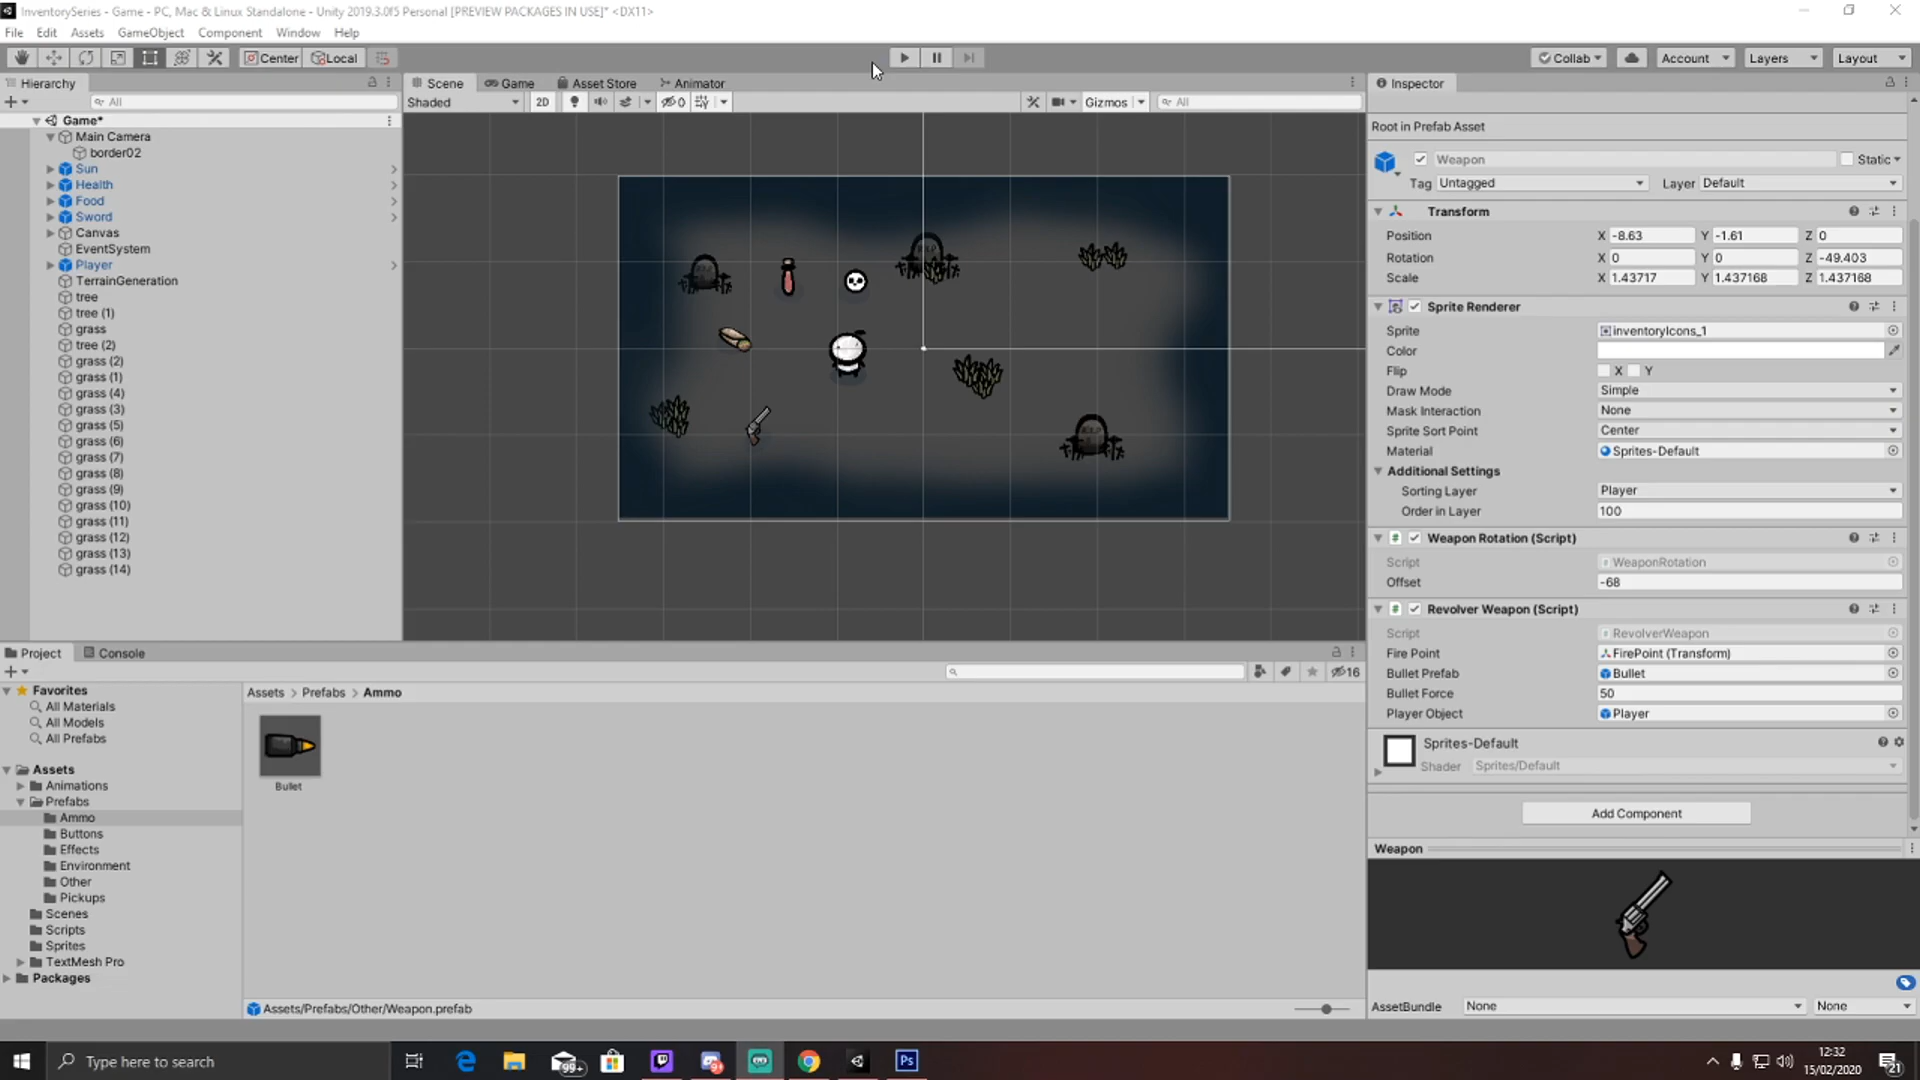 InventorySeries - Game - PC, Mac & Linux Standalone - Unity 2019.3.0f5 Personal [PREVIEW PACKAGES IN USE]* <DX11>
File Edit Assets GameObject Component Window Help
Center Local Collab Account Layers Layout
Hierarchy
All
Game*
Main Camera
border02
Sun
Health
Food
Sword
Canvas
EventSystem
Player
TerrainGeneration
tree
tree (1)
grass
tree (2)
grass (2)
grass (1)
grass (4)
grass (3)
grass (5)
grass (6)
grass (7)
grass (8)
grass (9)
grass (10)
grass (11)
grass (12)
grass (13)
grass (14)
Scene Game Asset Store Animator
Shaded 2D 0 Gizmos All
Inspector
Root in Prefab Asset
Weapon Static
Tag Untagged Layer Default
Transform
Position X -8.63 Y -1.61 Z 0
Rotation X 0 Y 0 Z -49.403
Scale X 1.43717 Y 1.437168 Z 1.437168
Sprite Renderer
Sprite inventoryIcons_1
Color
Flip X Y
Draw Mode Simple
Mask Interaction None
Sprite Sort Point Center
Material Sprites-Default
Additional Settings
Sorting Layer Player
Order in Layer 100
Weapon Rotation (Script)
Script WeaponRotation
Offset -68
Revolver Weapon (Script)
Script RevolverWeapon
Fire Point FirePoint (Transform)
Bullet Prefab Bullet
Bullet Force 50
Player Object Player
Sprites-Default
Shader Sprites/Default
Add Component
Weapon
AssetBundle None None
Project Console
16
Favorites
All Materials
All Models
All Prefabs
Assets
Animations
Prefabs
Ammo
Buttons
Effects
Environment
Other
Pickups
Scenes
Scripts
Sprites
TextMesh Pro
Packages
Assets > Prefabs > Ammo
Bullet
Assets/Prefabs/Other/Weapon.prefab
Type here to search
99+
Ps
12:32
15/02/2020
21